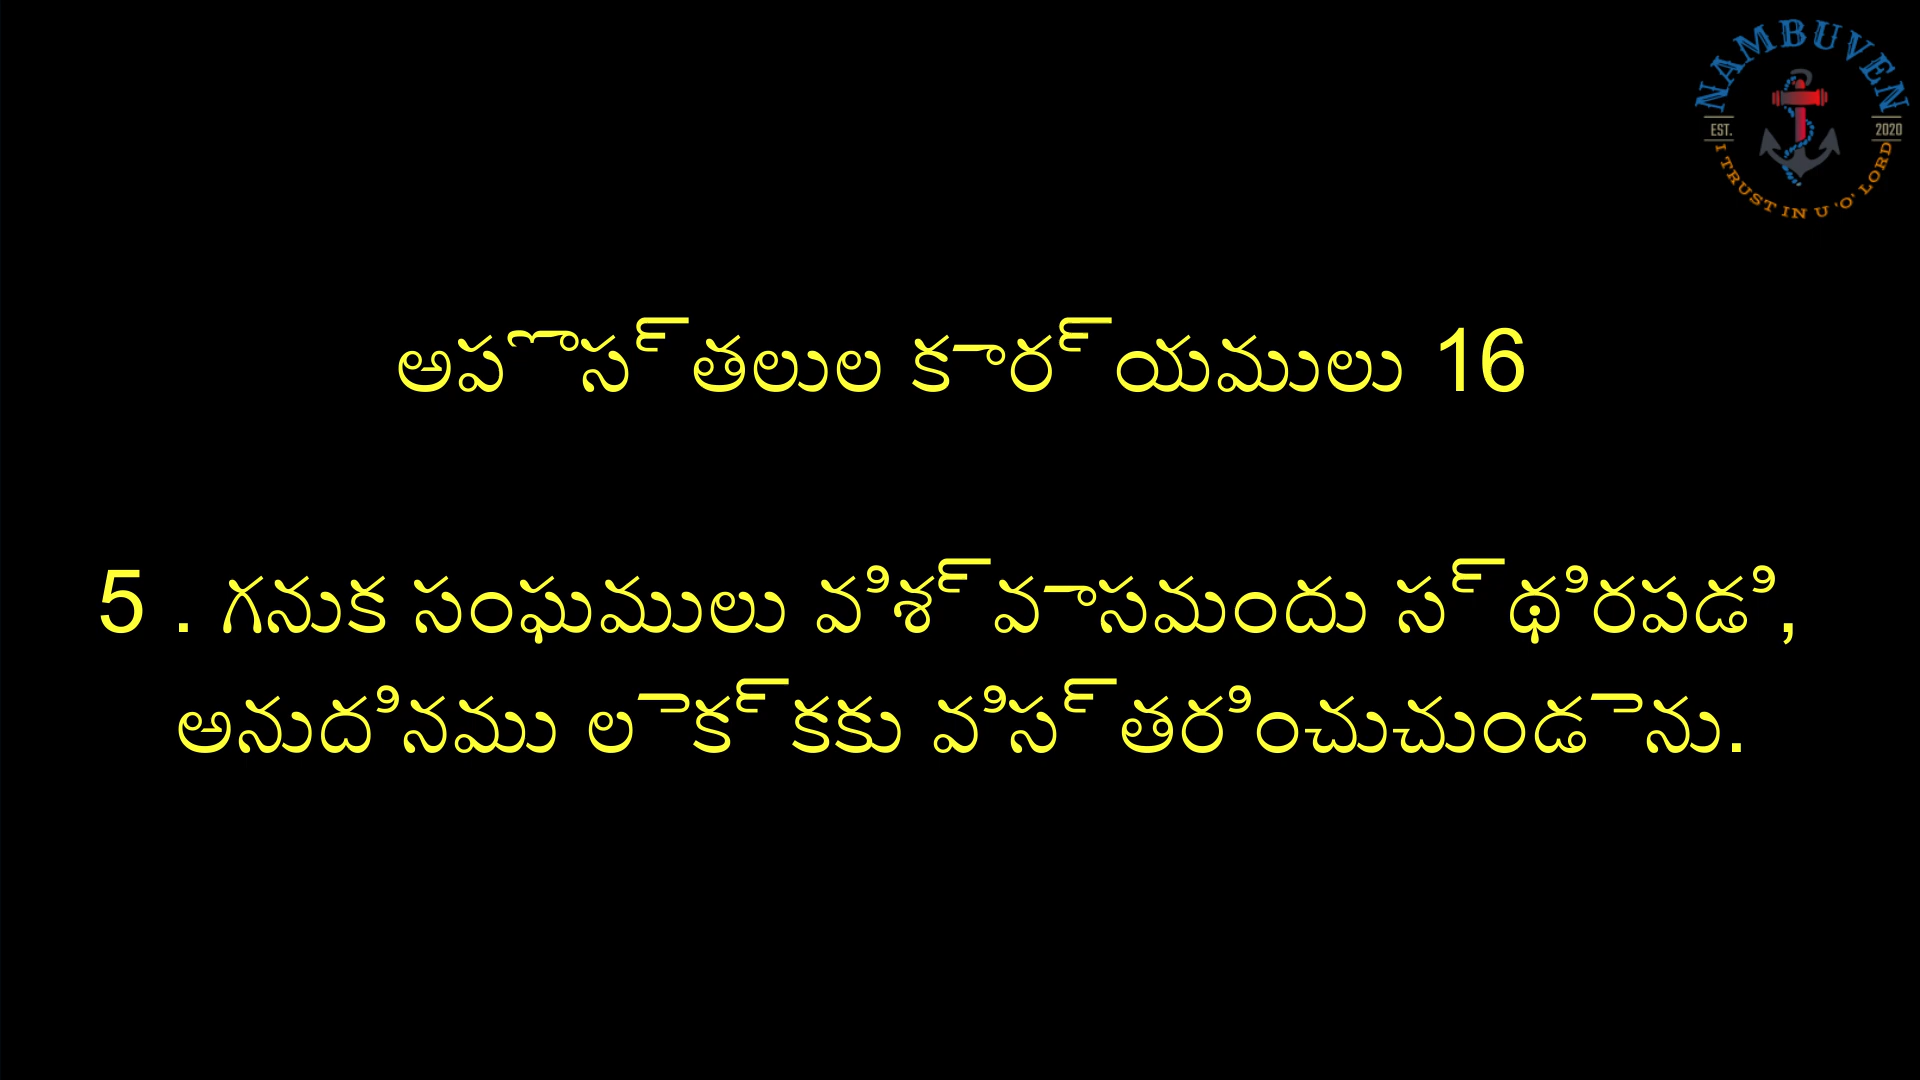 NAMBUVEN
EST. 2020
I TRUST IN U 'O' LORD
అపొస్తలుల కార్యములు 16
5 . గనుక సంఘములు విశ్వాసమందు స్థిరపడి,
అనుదినము లెక్కకు విస్తరించుచుండెను.